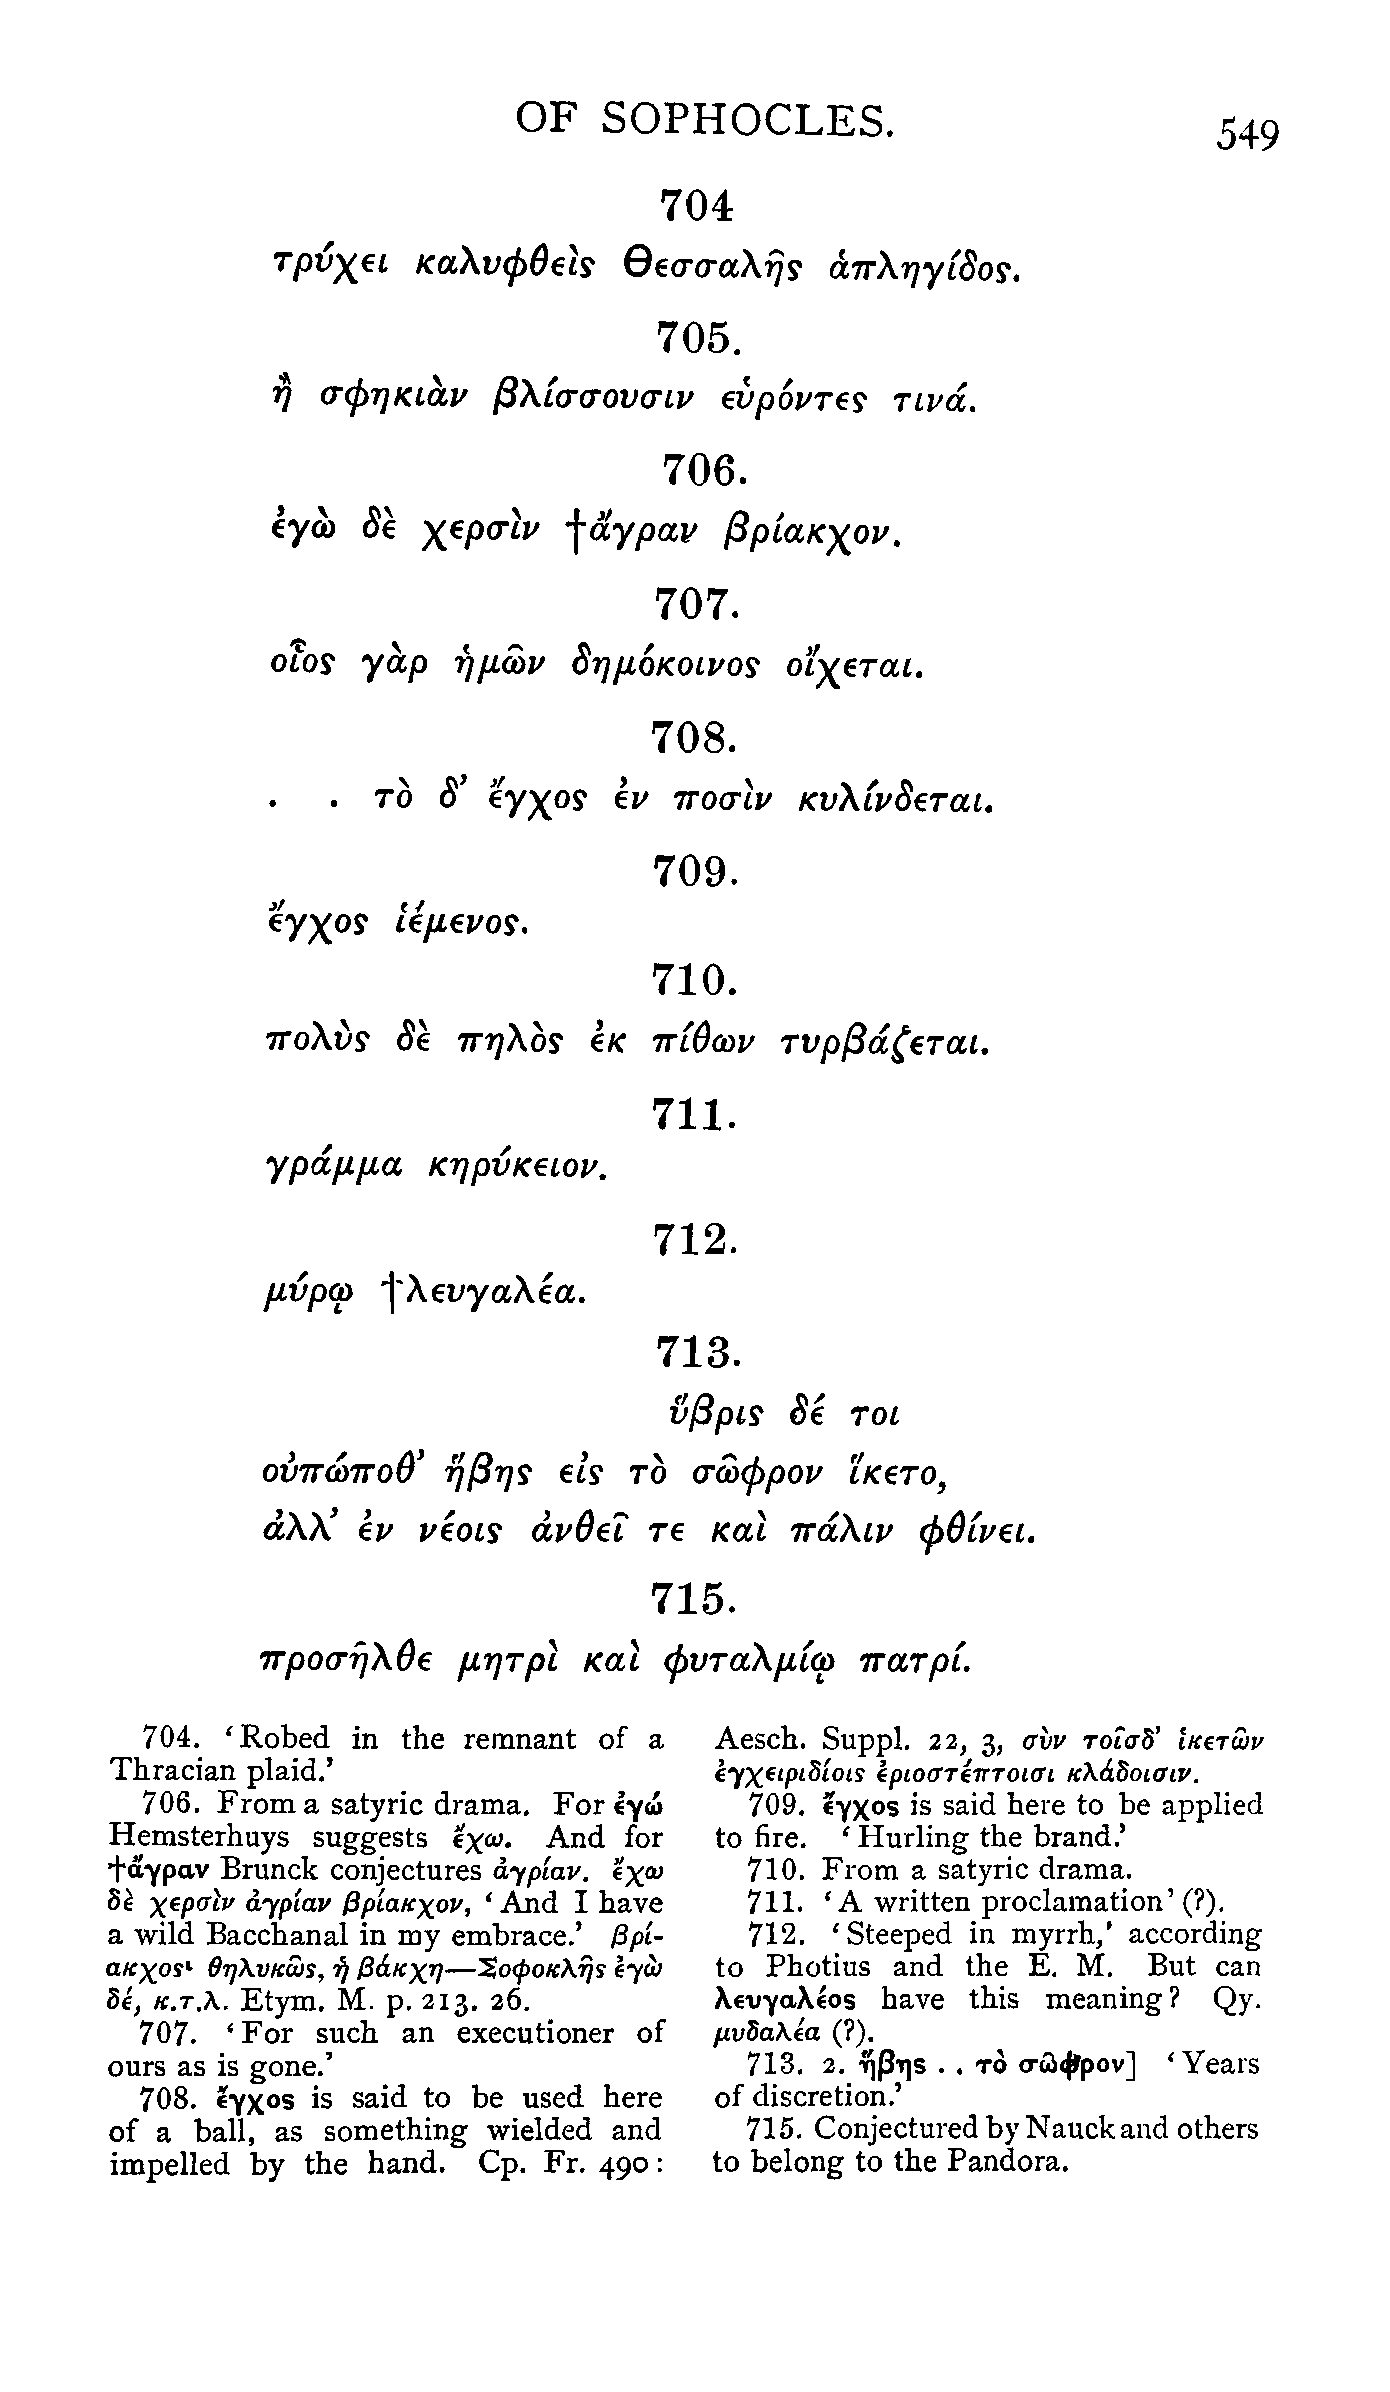 OF SOPHOCLES.
549
704
τρύχει καλυφθεὶς Θεσσαλῆς ἁπληγίδος.
705.
ἢ σφηκιὰν βλίσσουσιν εὑρόντες τινά.
706.
ἐγὼ δὲ χερσὶν †ἄγραν βρίακχον.
707.
οἷος γὰρ ἡμῶν δημόκοινος οἴχεται.
708.
. . τὸ δ’ ἔγχος ἐν ποσὶν κυλίνδεται.
709.
ἔγχος ἱέμενος.
710.
πολὺς δὲ πηλὸς ἐκ πίθων τυρβάζεται.
711.
γράμμα κηρύκειον.
712.
μύρῳ †λευγαλέα.
713.
ὕβρις δέ τοι
οὐπώποθ’ ἥβης εἰς τὸ σῶφρον ἵκετο,
ἀλλ’ ἐν νέοις ἀνθεῖ τε καὶ πάλιν φθίνει.
715.
προσῆλθε μητρὶ καὶ φυταλμίῳ πατρί.
704. ‘Robed in the remnant of a
Thracian plaid.’
706. From a satyric drama. For ἐγώ
Hemsterhuys suggests ἔχω. And for
†ἄγραν Brunck conjectures ἀγρίαν. ἔχω
δὲ χερσὶν ἀγρίαν βρίακχον, ‘And I have
a wild Bacchanal in my embrace.’ βρί-
ακχος· θηλυκῶς, ἡ βάκχη—Σοφοκλῆς ἐγὼ
δέ, κ.τ.λ. Etym. M. p. 213. 26.
707. ‘For such an executioner of
ours as is gone.’
708. ἔγχος is said to be used here
of a ball, as something wielded and
impelled by the hand. Cp. Fr. 490:
Aesch. Suppl. 22, 3, σὺν τοῖσδ’ ἱκετῶν
ἐγχειριδίοις ἐριοστέπτοισι κλάδοισιν.
709. ἔγχος is said here to be applied
to fire. ‘Hurling the brand.’
710. From a satyric drama.
711. ‘A written proclamation’ (?).
712. ‘Steeped in myrrh,’ according
to Photius and the E. M. But can
λευγαλέος have this meaning? Qy.
μυδαλέα (?).
713. 2. ἥβης . . τὸ σῶφρον] ‘Years
of discretion.’
715. Conjectured by Nauck and others
to belong to the Pandora.